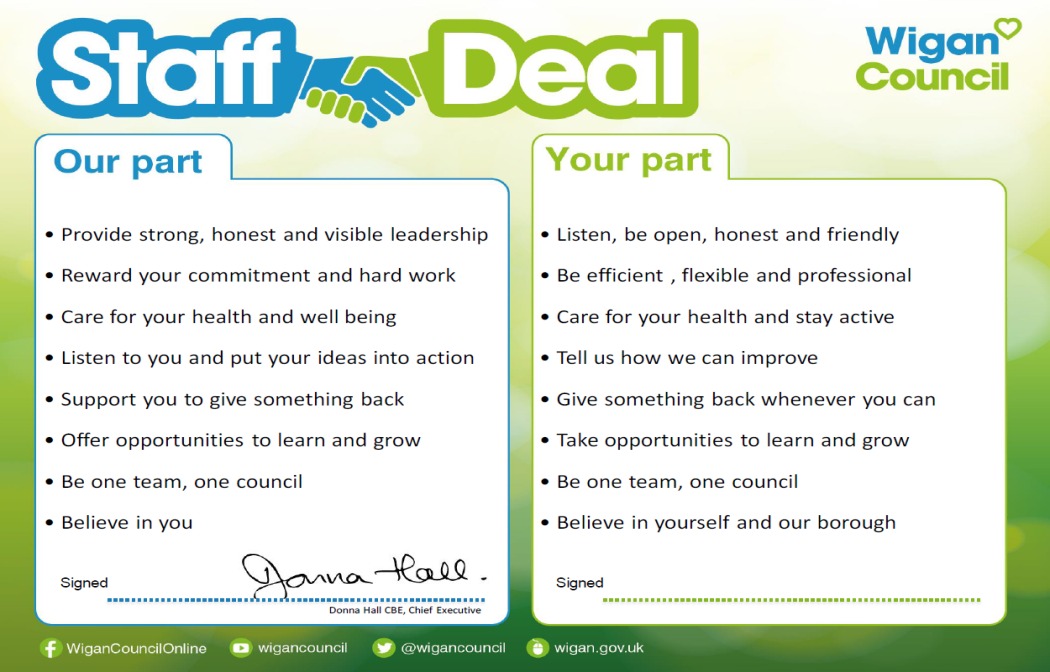 Staff Deal
Wigan
Council
Our part
• Provide strong, honest and visible leadership
• Reward your commitment and hard work
• Care for your health and well being
• Listen to you and put your ideas into action
• Support you to give something back
• Offer opportunities to learn and grow
• Be one team, one council
• Believe in you
Signed Donna Hall.
Donna Hall CBE, Chief Executive
Your part
• Listen, be open, honest and friendly
• Be efficient , flexible and professional
• Care for your health and stay active
• Tell us how we can improve
• Give something back whenever you can
• Take opportunities to learn and grow
• Be one team, one council
• Believe in yourself and our borough
Signed
WiganCouncilOnline wigancouncil @wigancouncil wigan.gov.uk